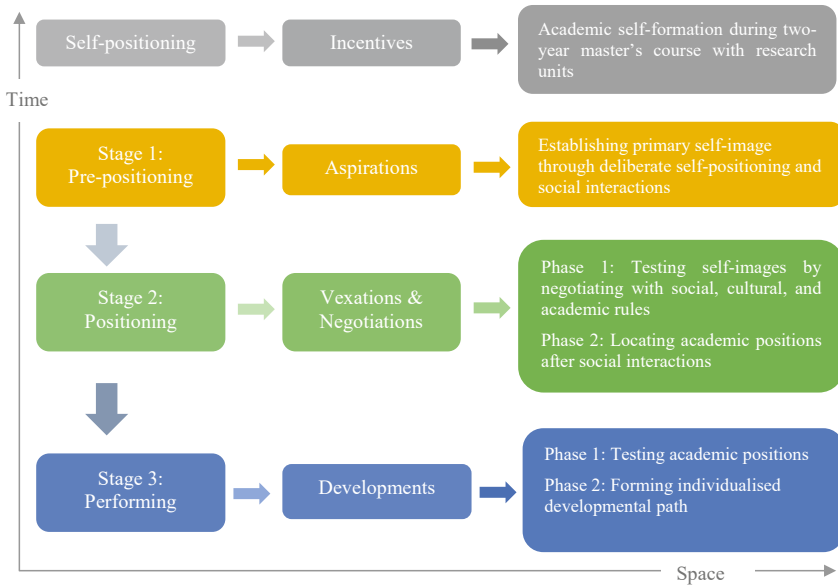 Self-positioning
Incentives
Academic self-formation during two-
year master's course with research
units
Time
Stage 1:
Pre-positioning
Aspirations
Establishing primary self-image
through deliberate self-positioning and
social interactions
Stage 2:
Positioning
Vexations &
Negotiations
Phase 1: Testing self-images by
negotiating with social, cultural, and
academic rules
Phase 2: Locating academic positions
after social interactions
Stage 3:
Performing
Developments
Phase 1: Testing academic positions
Phase 2: Forming individualised
developmental path
Space